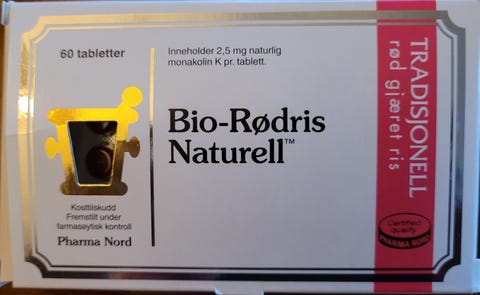 60 tabletter
Inneholder 2,5 mg naturlig
monakolin K pr. tablett.
Bio-Rødris
Naturell™
Kosttilskudd
Fremstilt under
farmasøytisk kontroll
Pharma Nord
TRADISJONELL
rød gjæret ris
Certified
quality
PHARMA NORD